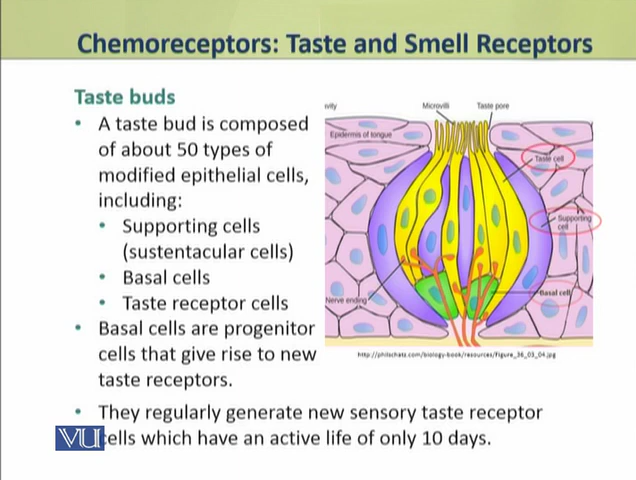 Chemoreceptors: Taste and Smell Receptors
Taste buds
• A taste bud is composed
of about 50 types of
modified epithelial cells,
including:
• Supporting cells
(sustentacular cells)
• Basal cells
• Taste receptor cells
• Basal cells are progenitor
cells that give rise to new
taste receptors.
• They regularly generate new sensory taste receptor
cells which have an active life of only 10 days.
VU
vity
Microvilli
Taste pore
Epidermis of tongue
Taste cell
Supporting
cell
Basal cell
Nerve ending
http://philschatz.com/biology-book/resources/Figure_36_03_04.jpg